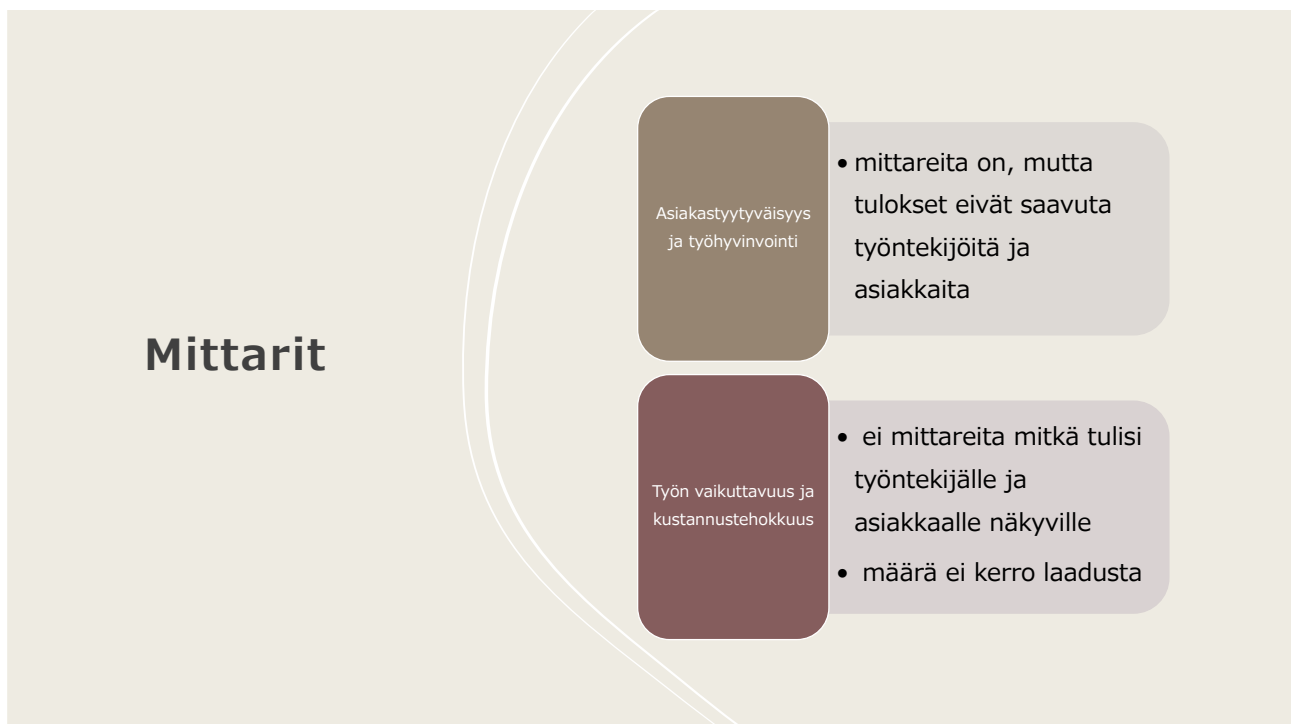 Mittarit
Asiakastyytyväisyys
ja työhyvinvointi
• mittareita on, mutta
tulokset eivät saavuta
työntekijöitä ja
asiakkaita
Työn vaikuttavuus ja
kustannustehokkuus
• ei mittareita mitkä tulisi
työntekijälle ja
asiakkaalle näkyville
• määrä ei kerro laadusta